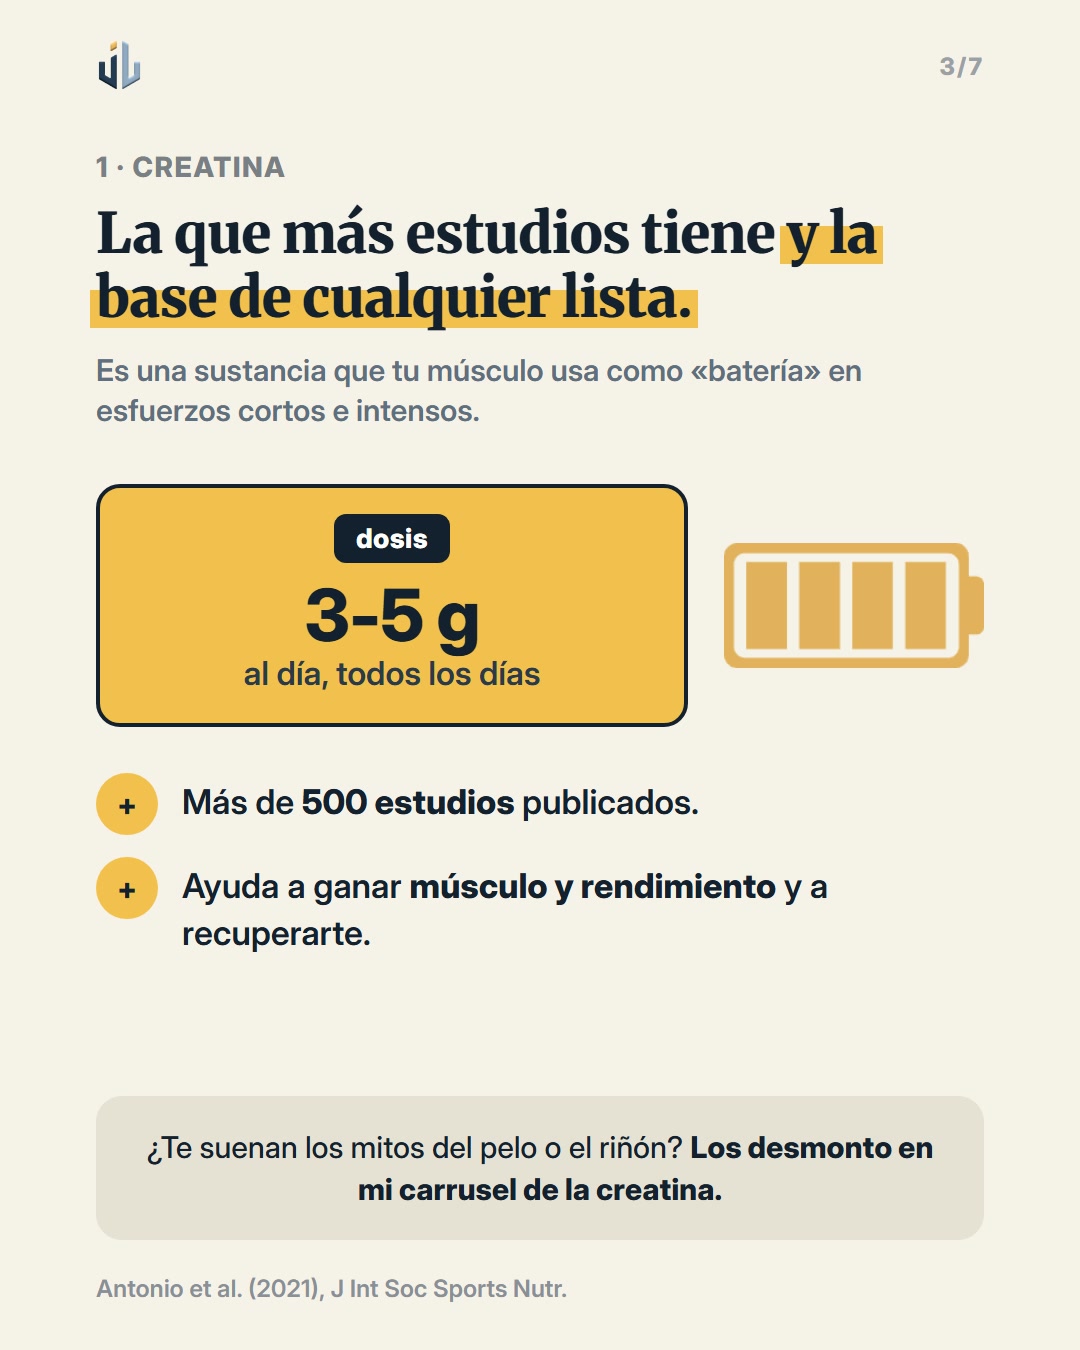 3/7
1 · CREATINA
La que más estudios tiene y la
base de cualquier lista.
Es una sustancia que tu músculo usa como «batería» en
esfuerzos cortos e intensos.
dosis
3-5 g
al día, todos los días
+ Más de 500 estudios publicados.
+ Ayuda a ganar músculo y rendimiento y a
recuperarte.
¿Te suenan los mitos del pelo o el riñón? Los desmonto en
mi carrusel de la creatina.
Antonio et al. (2021), J Int Soc Sports Nutr.